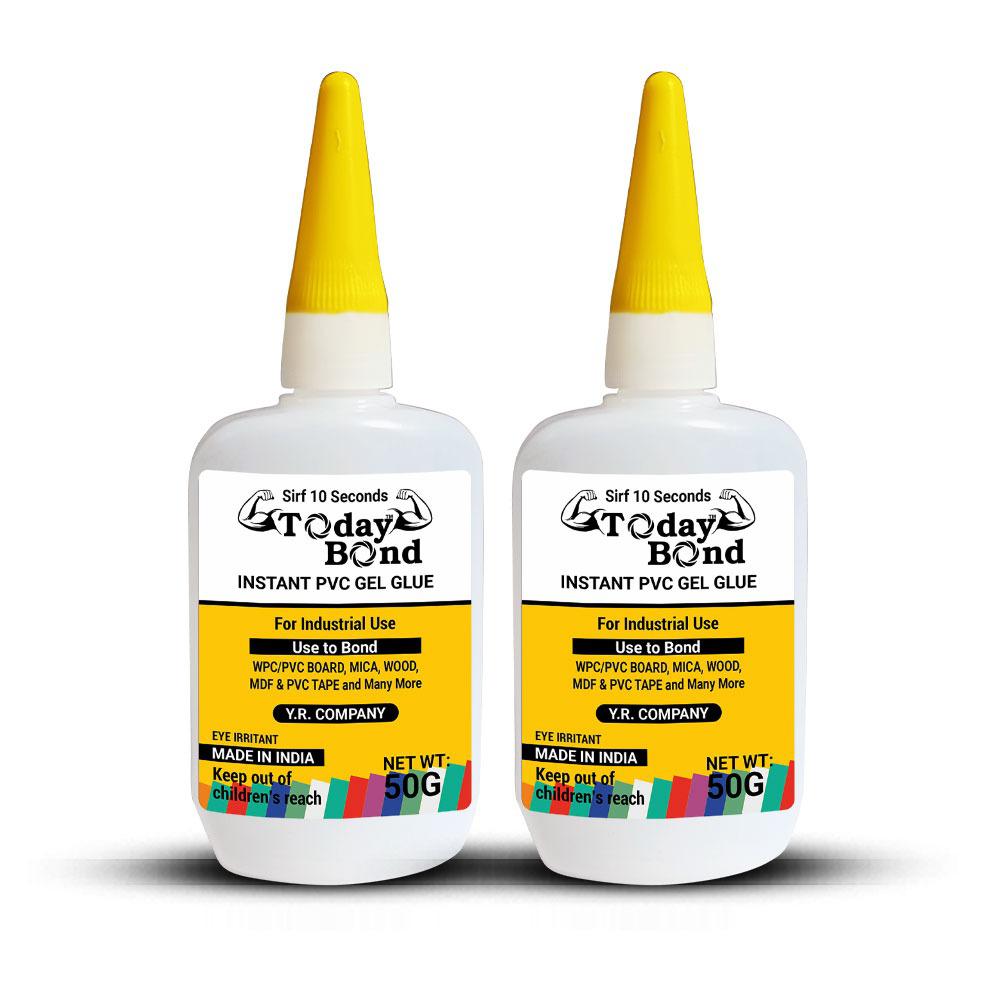 Sirf 10 Seconds
Today™
Bond
INSTANT PVC GEL GLUE
For Industrial Use
Use to Bond
WPC/PVC BOARD, MICA, WOOD,
MDF & PVC TAPE and Many More
Y.R. COMPANY
EYE IRRITANT
MADE IN INDIA
Keep out of
children's reach
NET WT:
50G
Sirf 10 Seconds
Today™
Bond
INSTANT PVC GEL GLUE
For Industrial Use
Use to Bond
WPC/PVC BOARD, MICA, WOOD,
MDF & PVC TAPE and Many More
Y.R. COMPANY
EYE IRRITANT
MADE IN INDIA
Keep out of
children's reach
NET WT:
50G